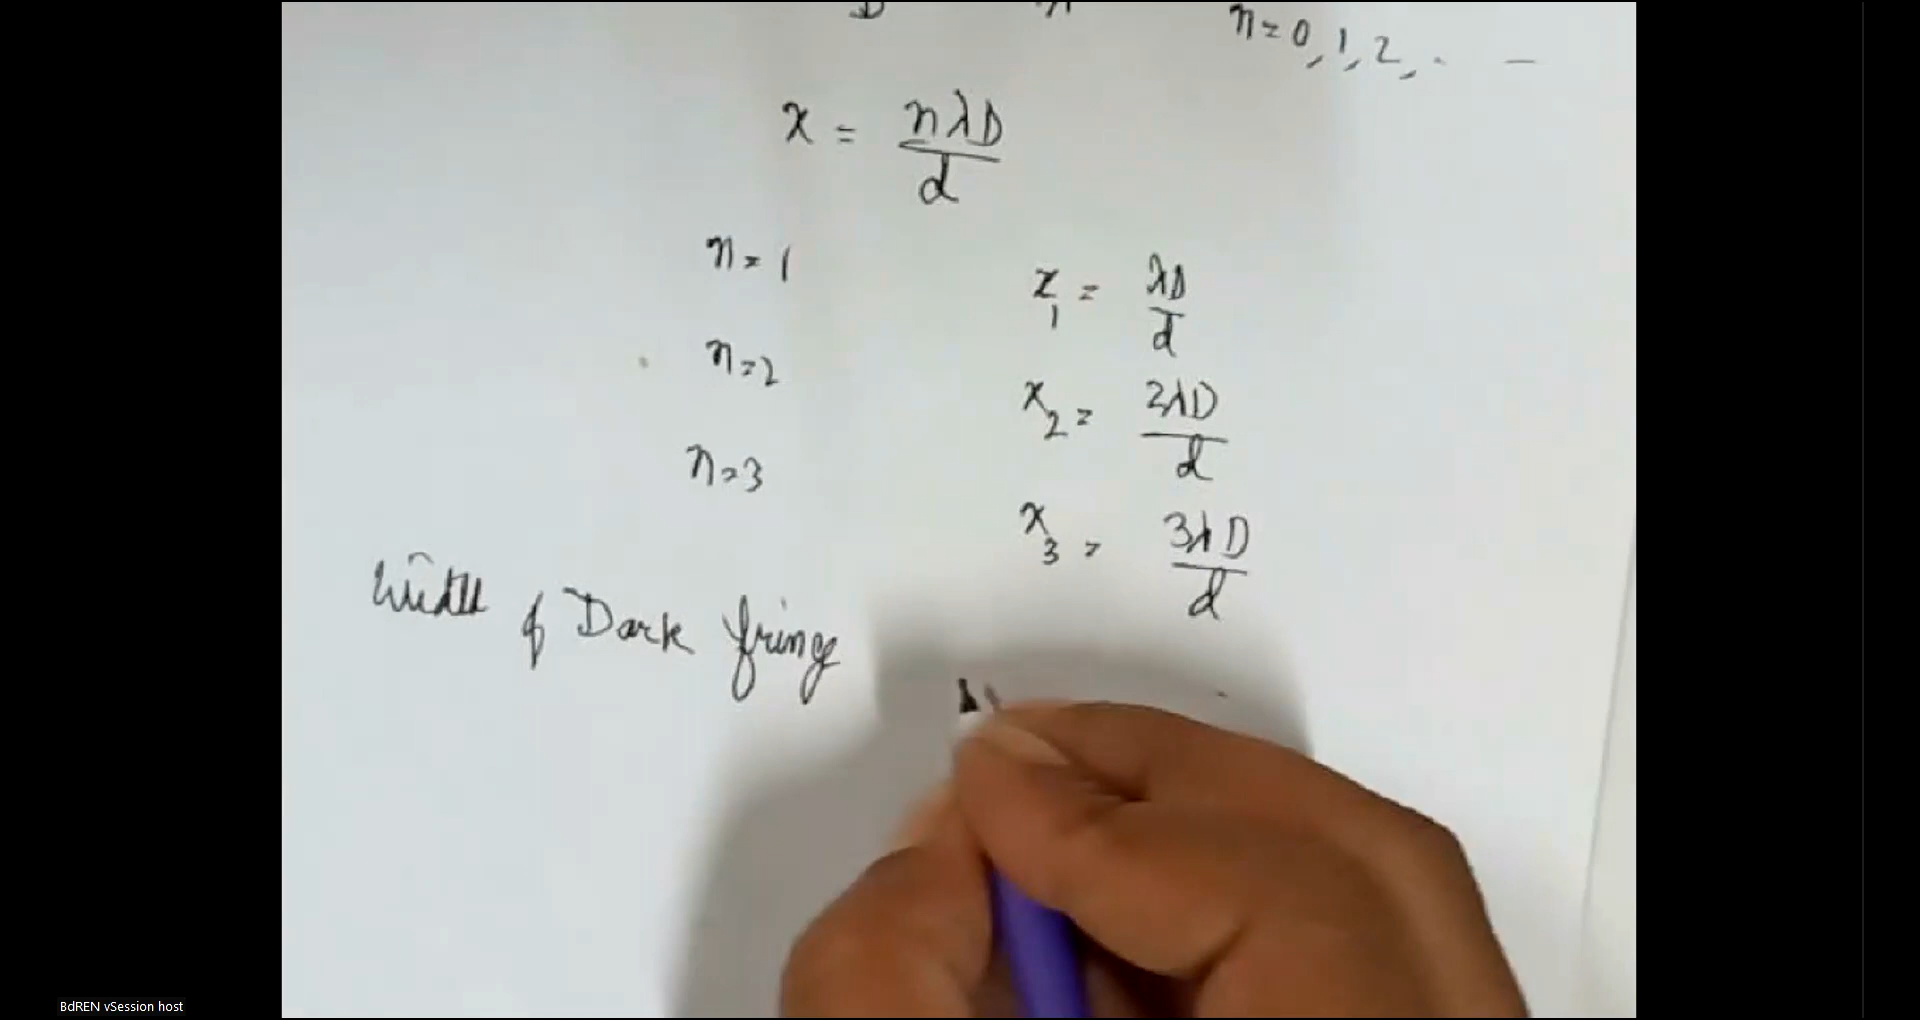 n = 0, 1, 2, . –
x = nλD / d
n = 1
x₁ = λD / d
n = 2
x₂ = 2λD / d
n = 3
x₃ = 3λD / d
Width of Dark fringe
BdREN vSession host